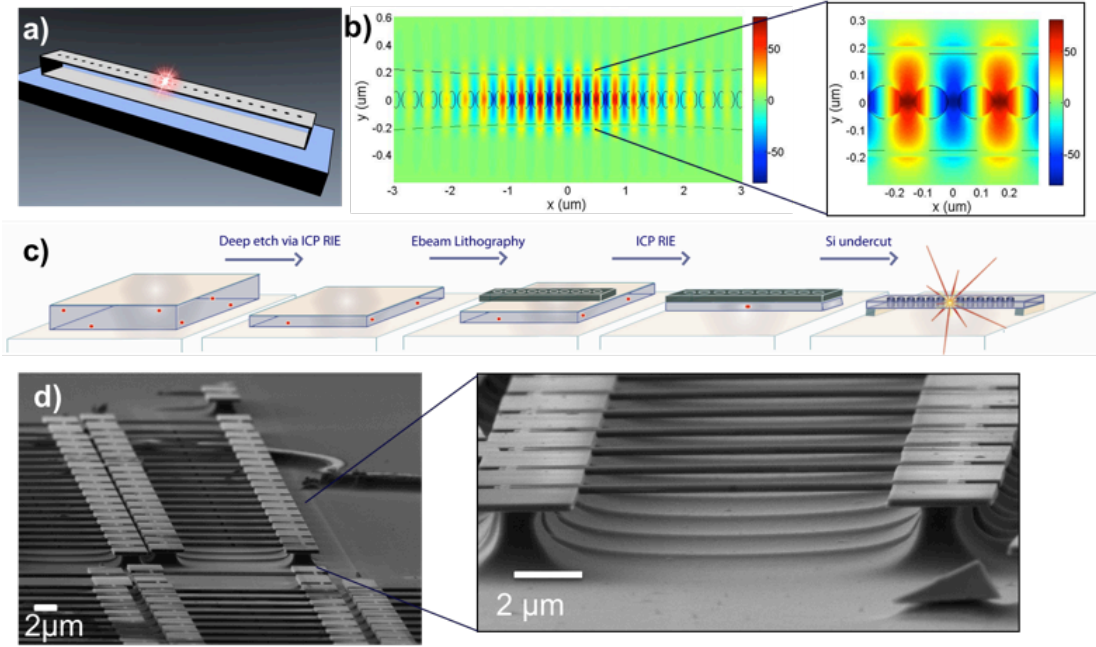 a)
b)
0.6
0.4
0.2
0
-0.2
-0.4
y (um)
-3
-2
-1
0
1
2
3
x (um)
50
0
-50
0.3
0.2
0.1
0
-0.1
-0.2
y (um)
-0.2
-0.1
0
0.1
0.2
x (um)
50
0
-50
c)
Deep etch via ICP RIE
Ebeam Lithography
ICP RIE
Si undercut
d)
2µm
2 µm